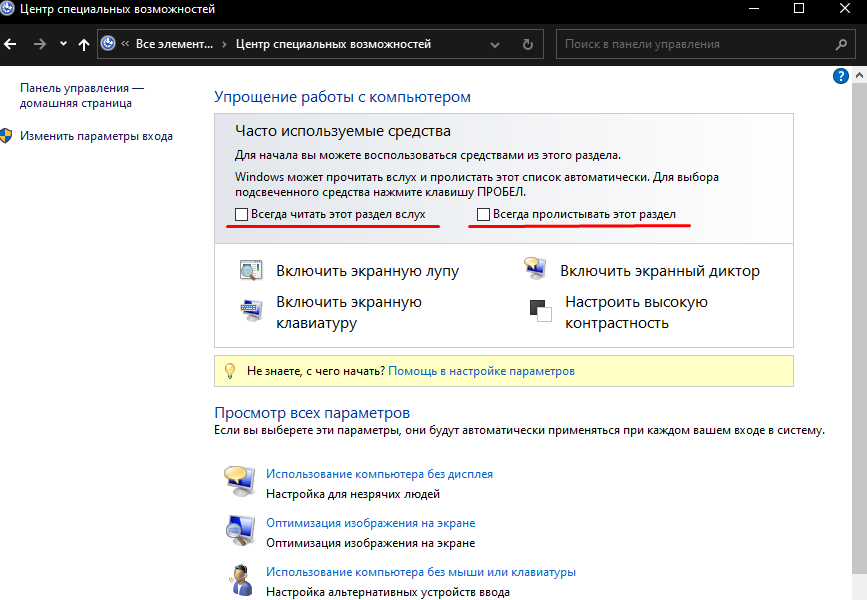 Центр специальных возможностей
« Все элемент... › Центр специальных возможностей
Поиск в панели управления
?
Панель управления —
домашняя страница
Изменить параметры входа
Упрощение работы с компьютером
Часто используемые средства
Для начала вы можете воспользоваться средствами из этого раздела.
Windows может прочитать вслух и пролистать этот список автоматически. Для выбора
подсвеченного средства нажмите клавишу ПРОБЕЛ.
Всегда читать этот раздел вслух
Всегда пролистывать этот раздел
Включить экранную лупу
Включить экранный диктор
Включить экранную
клавиатуру
Настроить высокую
контрастность
Не знаете, с чего начать? Помощь в настройке параметров
Просмотр всех параметров
Если вы выберете эти параметры, они будут автоматически применяться при каждом вашем входе в систему.
Использование компьютера без дисплея
Настройка для незрячих людей
Оптимизация изображения на экране
Оптимизация изображения на экране
Использование компьютера без мыши или клавиатуры
Настройка альтернативных устройств ввода